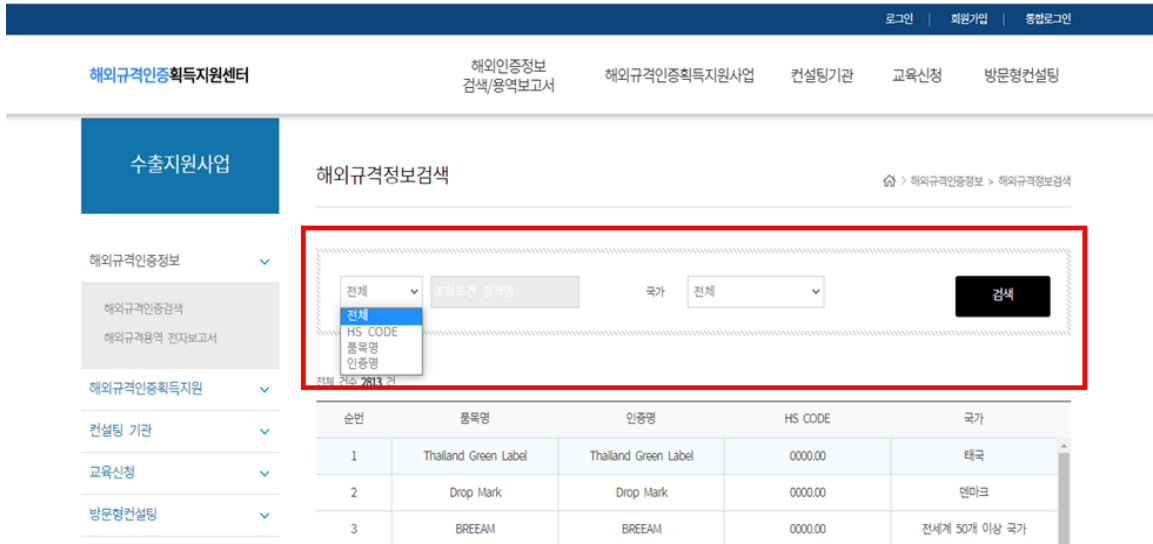 로그인 | 회원가입 | 통합로그인
해외규격인증획득지원센터
해외인증정보
검색/용역보고서
해외규격인증획득지원사업
컨설팅기관
교육신청
방문형컨설팅
수출지원사업
해외규격정보검색
> 해외규격인증정보 > 해외규격정보검색
해외규격인증정보
해외규격인증검색
해외규격용역 전자보고서
해외규격인증획득지원
컨설팅 기관
교육신청
방문형컨설팅
전체
조회조건 검색명
국가
전체
검색
전체
HS CODE
품목명
인증명
전체 건수 2813 건
순번 품목명 인증명 HS CODE 국가
1 Thailand Green Label Thailand Green Label 0000.00 태국
2 Drop Mark Drop Mark 0000.00 덴마크
3 BREEAM BREEAM 0000.00 전세계 50개 이상 국가